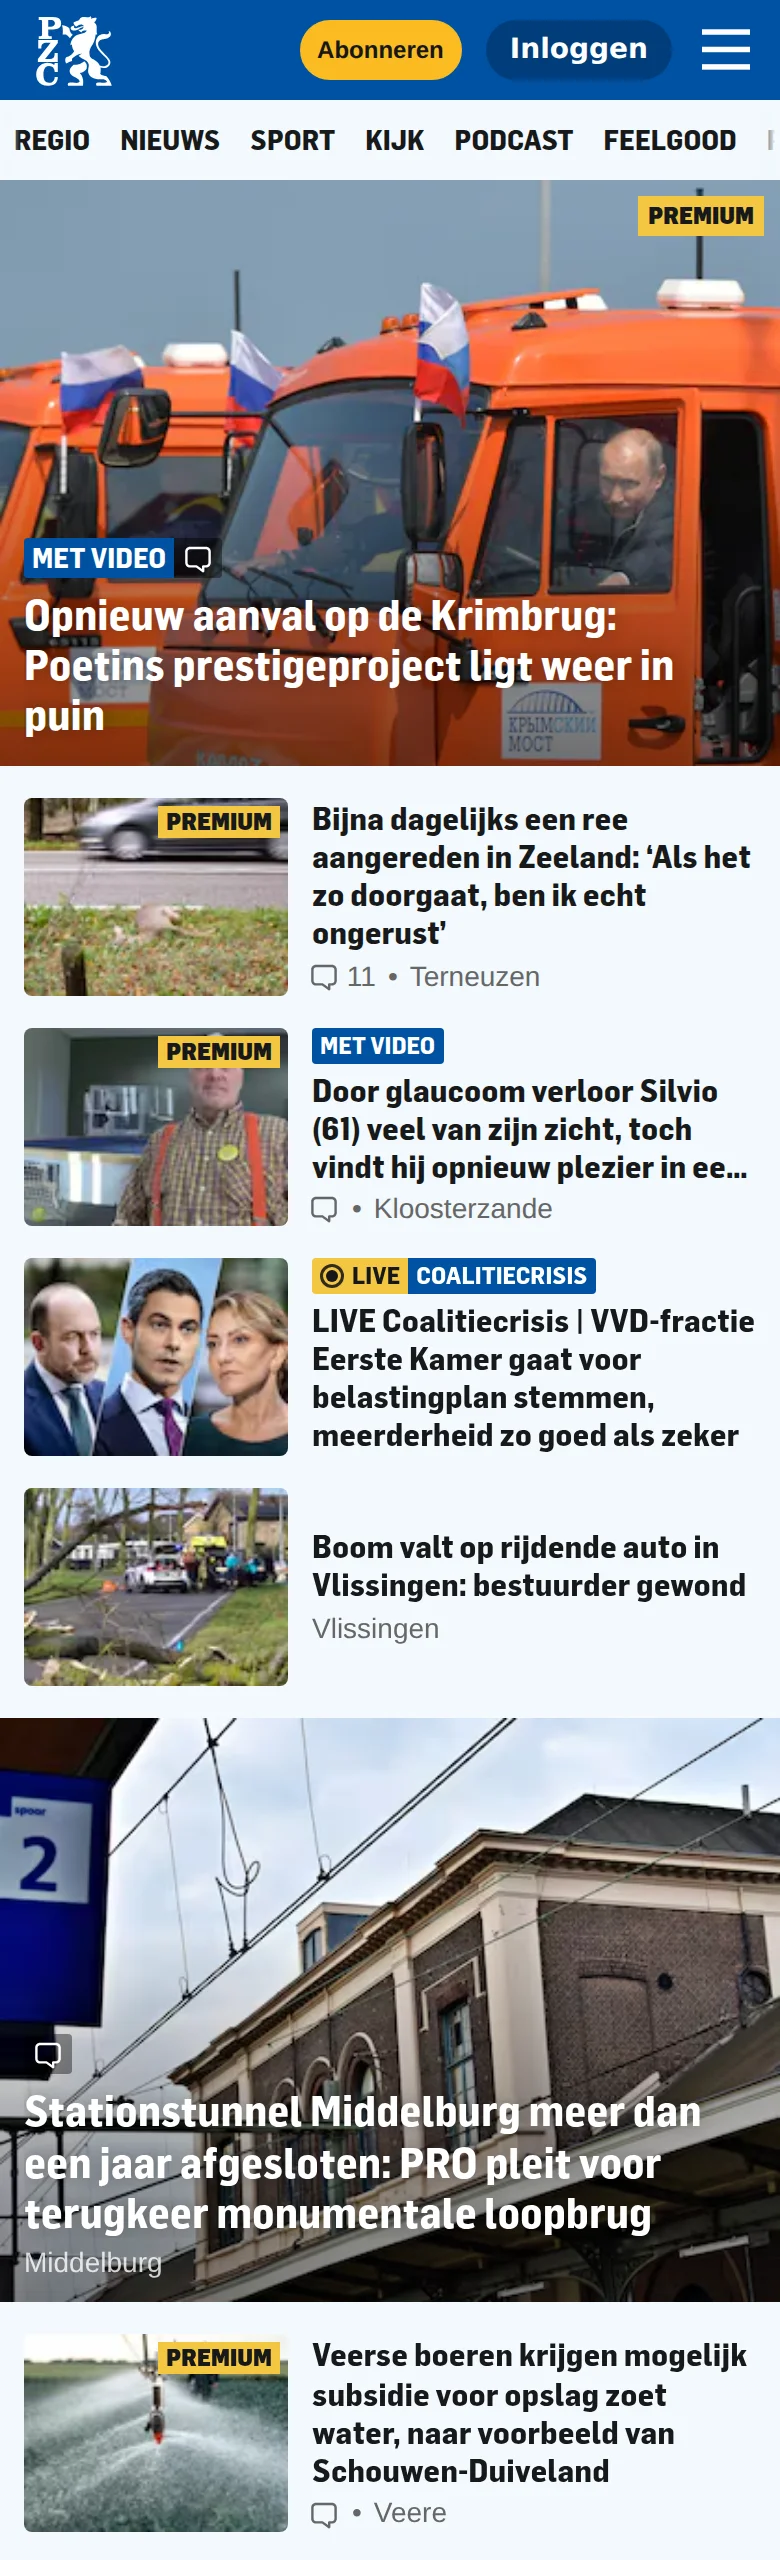 PZC
Abonneren
Inloggen
REGIO NIEUWS SPORT KIJK PODCAST FEELGOOD
PREMIUM
MET VIDEO
КРЫМСКИЙ
МОСТ
Opnieuw aanval op de Krimbrug:
Poetins prestigeproject ligt weer in
puin
PREMIUM
Bijna dagelijks een ree
aangereden in Zeeland: ‘Als het
zo doorgaat, ben ik echt
ongerust’
11 • Terneuzen
PREMIUM
MET VIDEO
Door glaucoom verloor Silvio
(61) veel van zijn zicht, toch
vindt hij opnieuw plezier in ee...
• Kloosterzande
LIVE COALITIECRISIS
LIVE Coalitiecrisis | VVD-fractie
Eerste Kamer gaat voor
belastingplan stemmen,
meerderheid zo goed als zeker
Boom valt op rijdende auto in
Vlissingen: bestuurder gewond
Vlissingen
spoor
2
Stationstunnel Middelburg meer dan
een jaar afgesloten: PRO pleit voor
terugkeer monumentale loopbrug
Middelburg
PREMIUM
Veerse boeren krijgen mogelijk
subsidie voor opslag zoet
water, naar voorbeeld van
Schouwen-Duiveland
• Veere